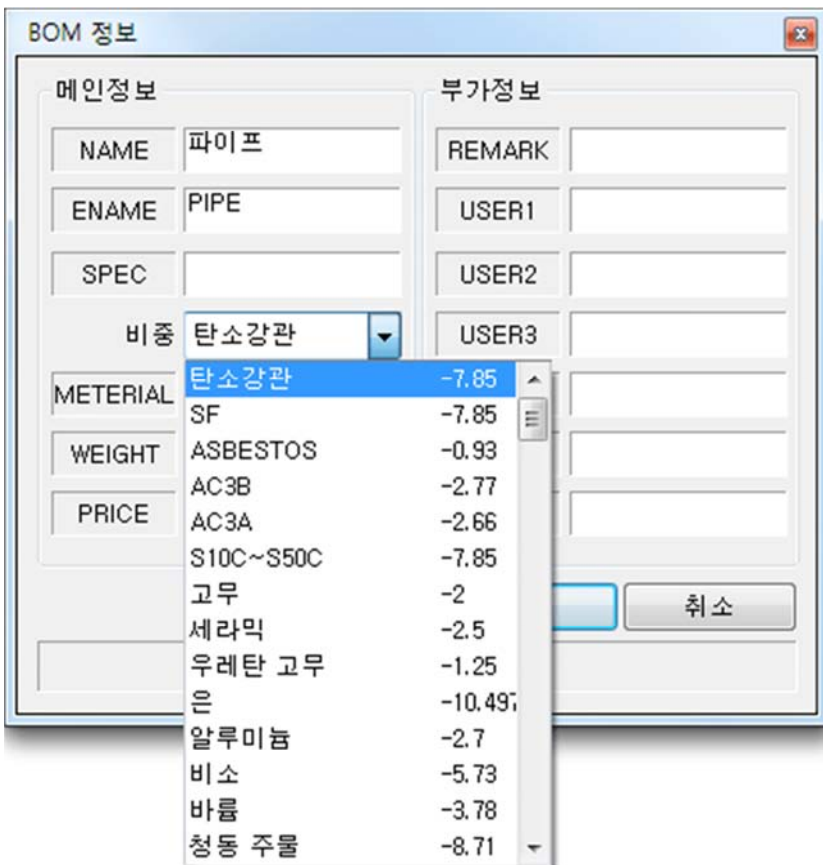 BOM 정보
메인정보
NAME 파이프
ENAME PIPE
SPEC
비중 탄소강관
METERIAL
WEIGHT
PRICE
부가정보
REMARK
USER1
USER2
USER3
탄소강관 -7.85
SF -7.85
ASBESTOS -0.93
AC3B -2.77
AC3A -2.66
S10C~S50C -7.85
고무 -2
세라믹 -2.5
우레탄 고무 -1.25
은 -10.497
알루미늄 -2.7
비소 -5.73
바륨 -3.78
청동 주물 -8.71
취소